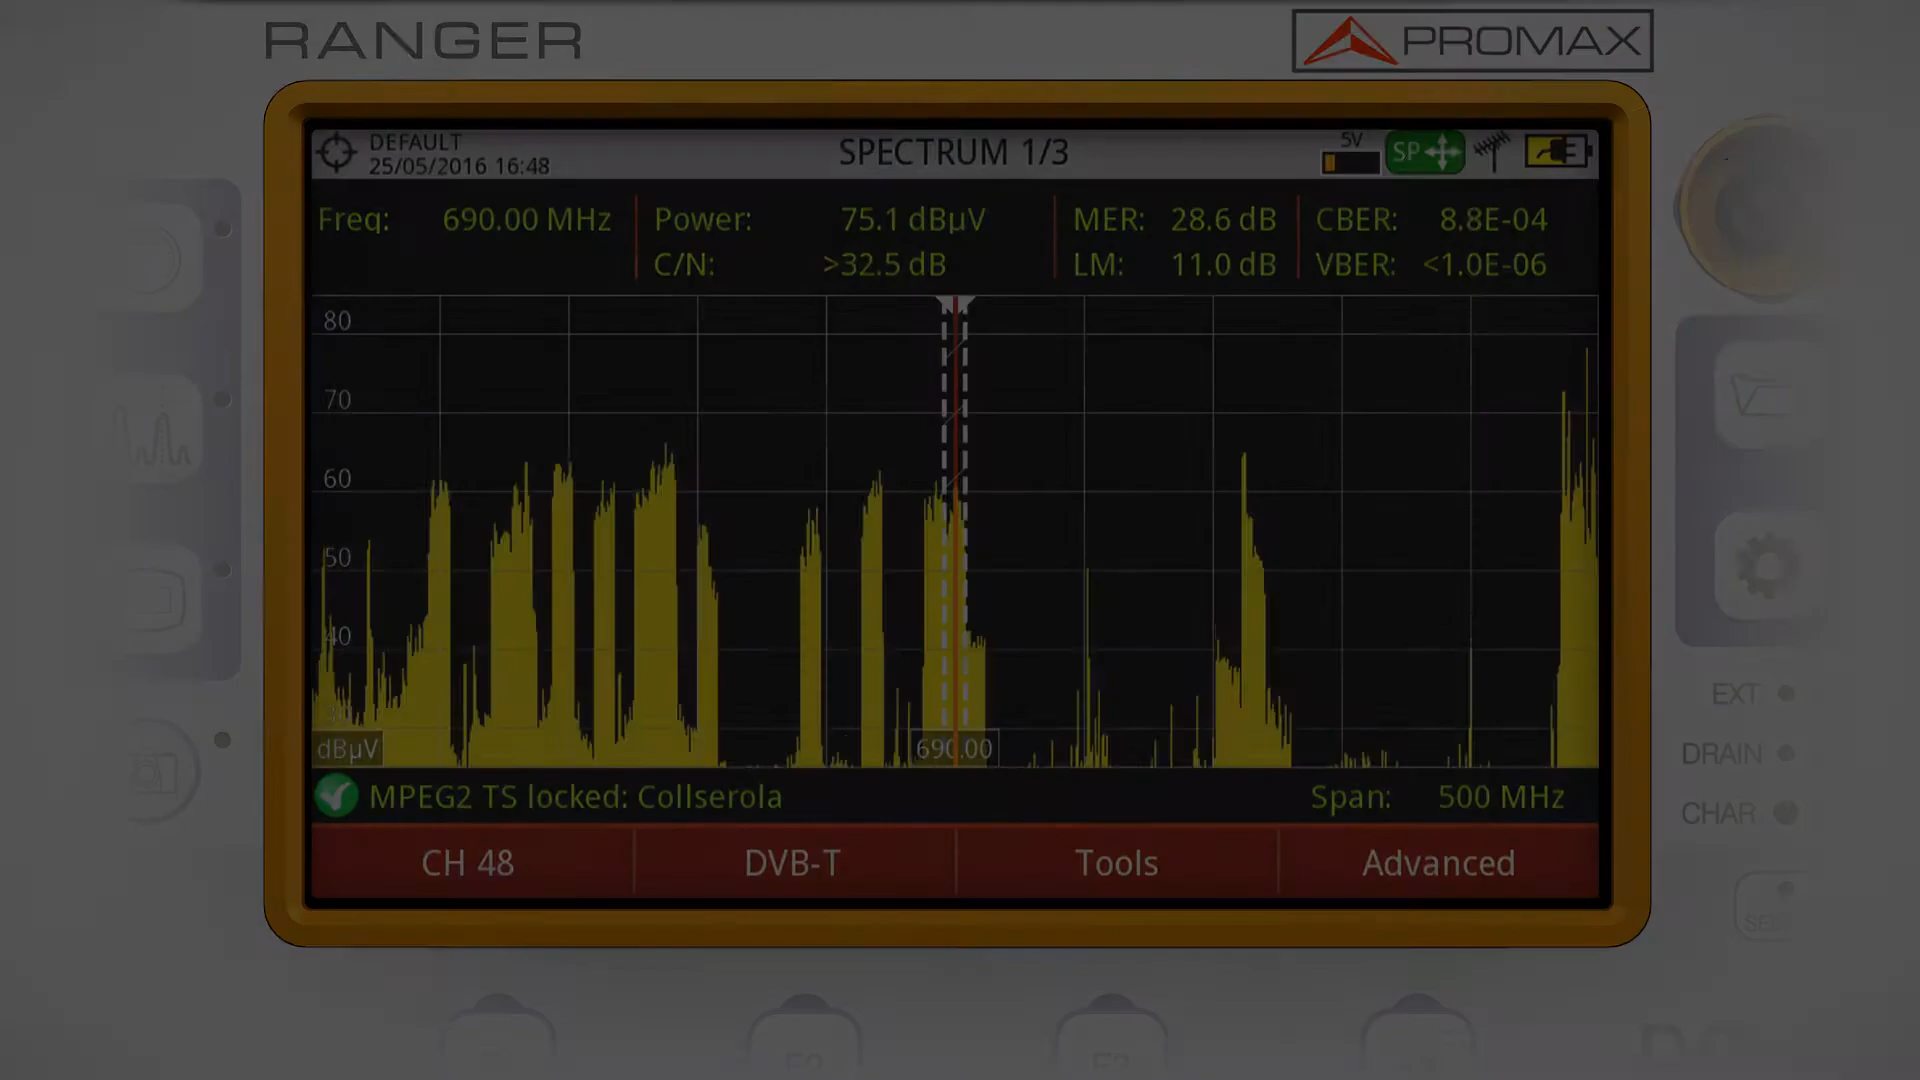 RANGER
PROMAX
DEFAULT
25/05/2016 16:48
SPECTRUM 1/3
5V
SP
Freq: 690.00 MHz
Power: 75.1 dBµV
C/N: >32.5 dB
MER: 28.6 dB
LM: 11.0 dB
CBER: 8.8E-04
VBER: <1.0E-06
80
70
60
50
40
30
dBµV
690.00
MPEG2 TS locked: Collserola
Span: 500 MHz
CH 48
DVB-T
Tools
Advanced
EXT
DRAIN
CHAR
F2
F3